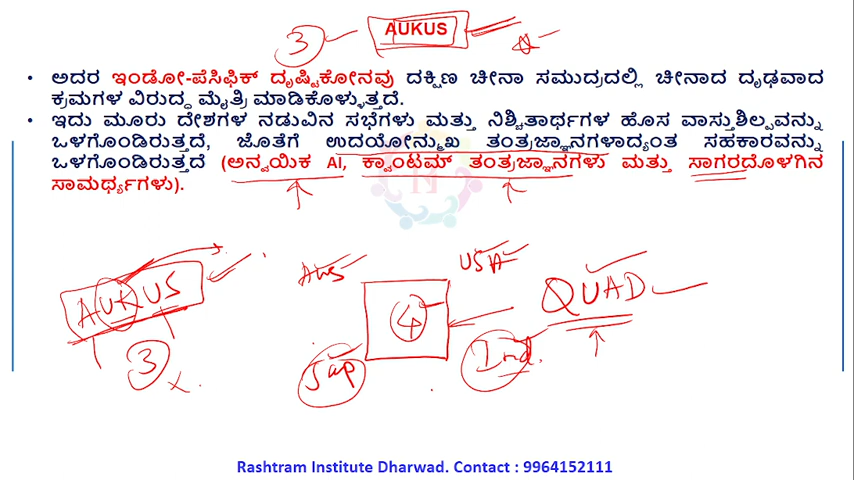 3 AUKUS
• ಅದರ ಇಂಡೋ-ಪೆಸಿಫಿಕ್ ದೃಷ್ಟಿಕೋನವು ದಕ್ಷಿಣ ಚೀನಾ ಸಮುದ್ರದಲ್ಲಿ ಚೀನಾದ ದೃಢವಾದ
ಕ್ರಮಗಳ ವಿರುದ್ಧ ಮೈತ್ರಿ ಮಾಡಿಕೊಳ್ಳುತ್ತದೆ.
• ಇದು ಮೂರು ದೇಶಗಳ ನಡುವಿನ ಸಭೆಗಳು ಮತ್ತು ನಿಶ್ಚಿತಾರ್ಥಗಳ ಹೊಸ ವಾಸ್ತುಶಿಲ್ಪವನ್ನು
ಒಳಗೊಂಡಿರುತ್ತದೆ, ಜೊತೆಗೆ ಉದಯೋನ್ಮುಖ ತಂತ್ರಜ್ಞಾನಗಳಾದ್ಯಂತ ಸಹಕಾರವನ್ನು
ಒಳಗೊಂಡಿರುತ್ತದೆ (ಅನ್ವಯಿಕ AI, ಕ್ವಾಂಟಮ್ ತಂತ್ರಜ್ಞಾನಗಳು ಮತ್ತು ಸಾಗರದೊಳಗಿನ
ಸಾಮರ್ಥ್ಯಗಳು).
Aus USA
AUKUS 4 QUAD
3 Jap Ind.
Rashtram Institute Dharwad. Contact : 9964152111